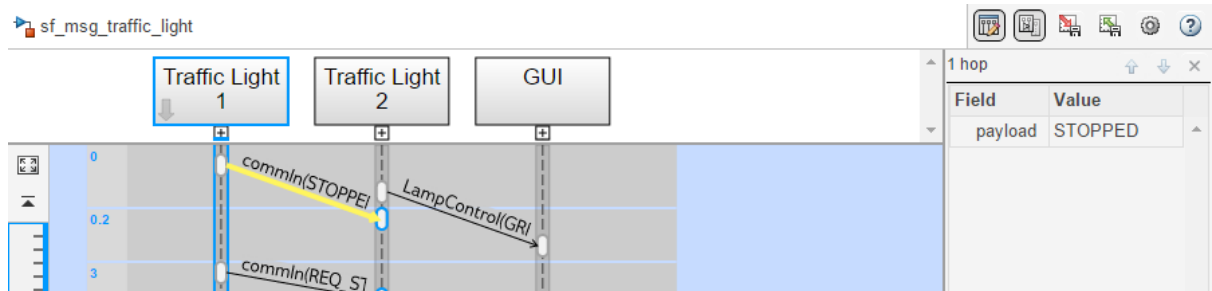 sf_msg_traffic_light
Traffic Light
1
Traffic Light
2
GUI
1 hop
Field Value
payload STOPPED
0
commIn(STOPPE
LampControl(GRI
0.2
3
commIn(REQ_ST